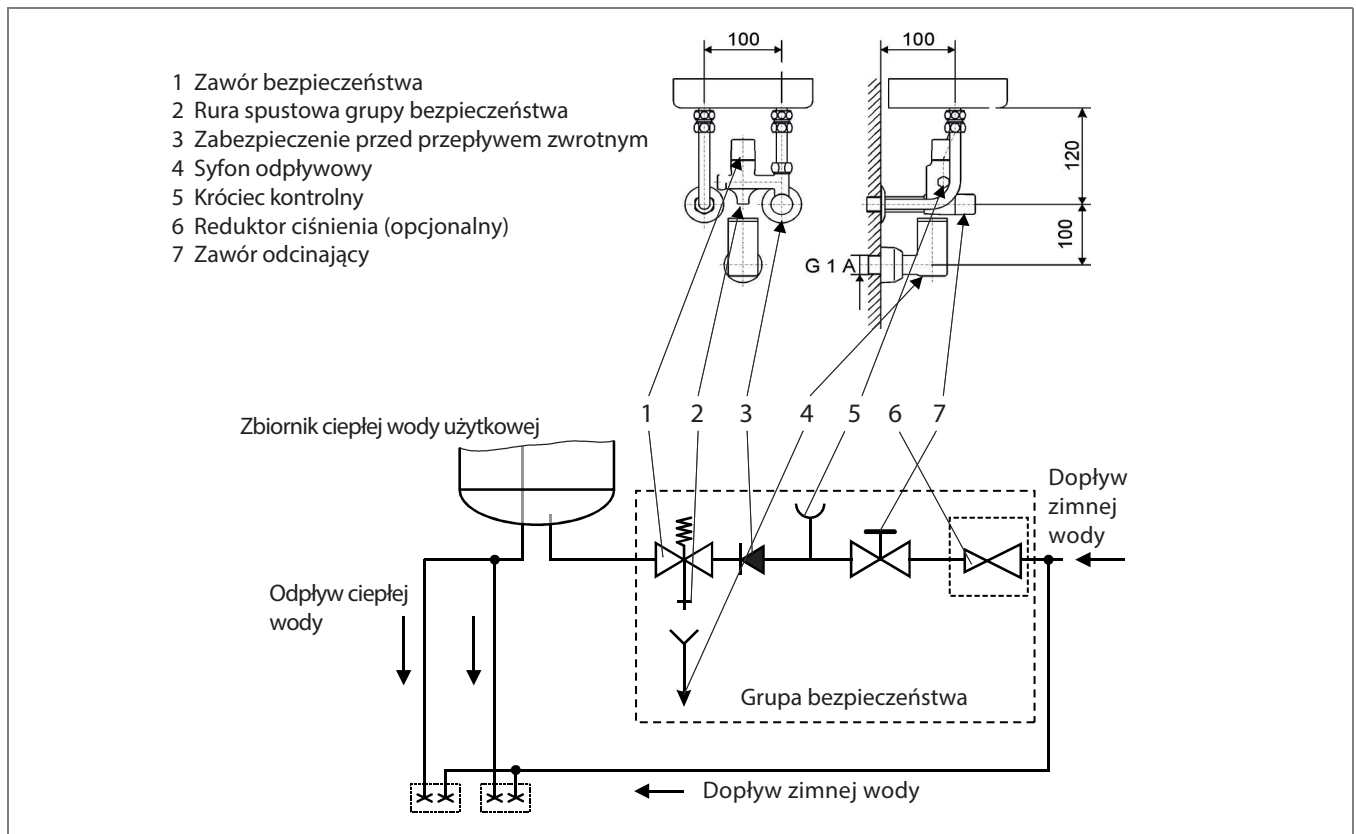 100
100
1 Zawór bezpieczeństwa
2 Rura spustowa grupy bezpieczeństwa
3 Zabezpieczenie przed przepływem zwrotnym
4 Syfon odpływowy
5 Króciec kontrolny
6 Reduktor ciśnienia (opcjonalny)
7 Zawór odcinający
120
100
G 1 A
1 2 3 4 5 6 7
Zbiornik ciepłej wody użytkowej
Dopływ
zimnej
wody
Odpływ ciepłej
wody
Grupa bezpieczeństwa
Dopływ zimnej wody